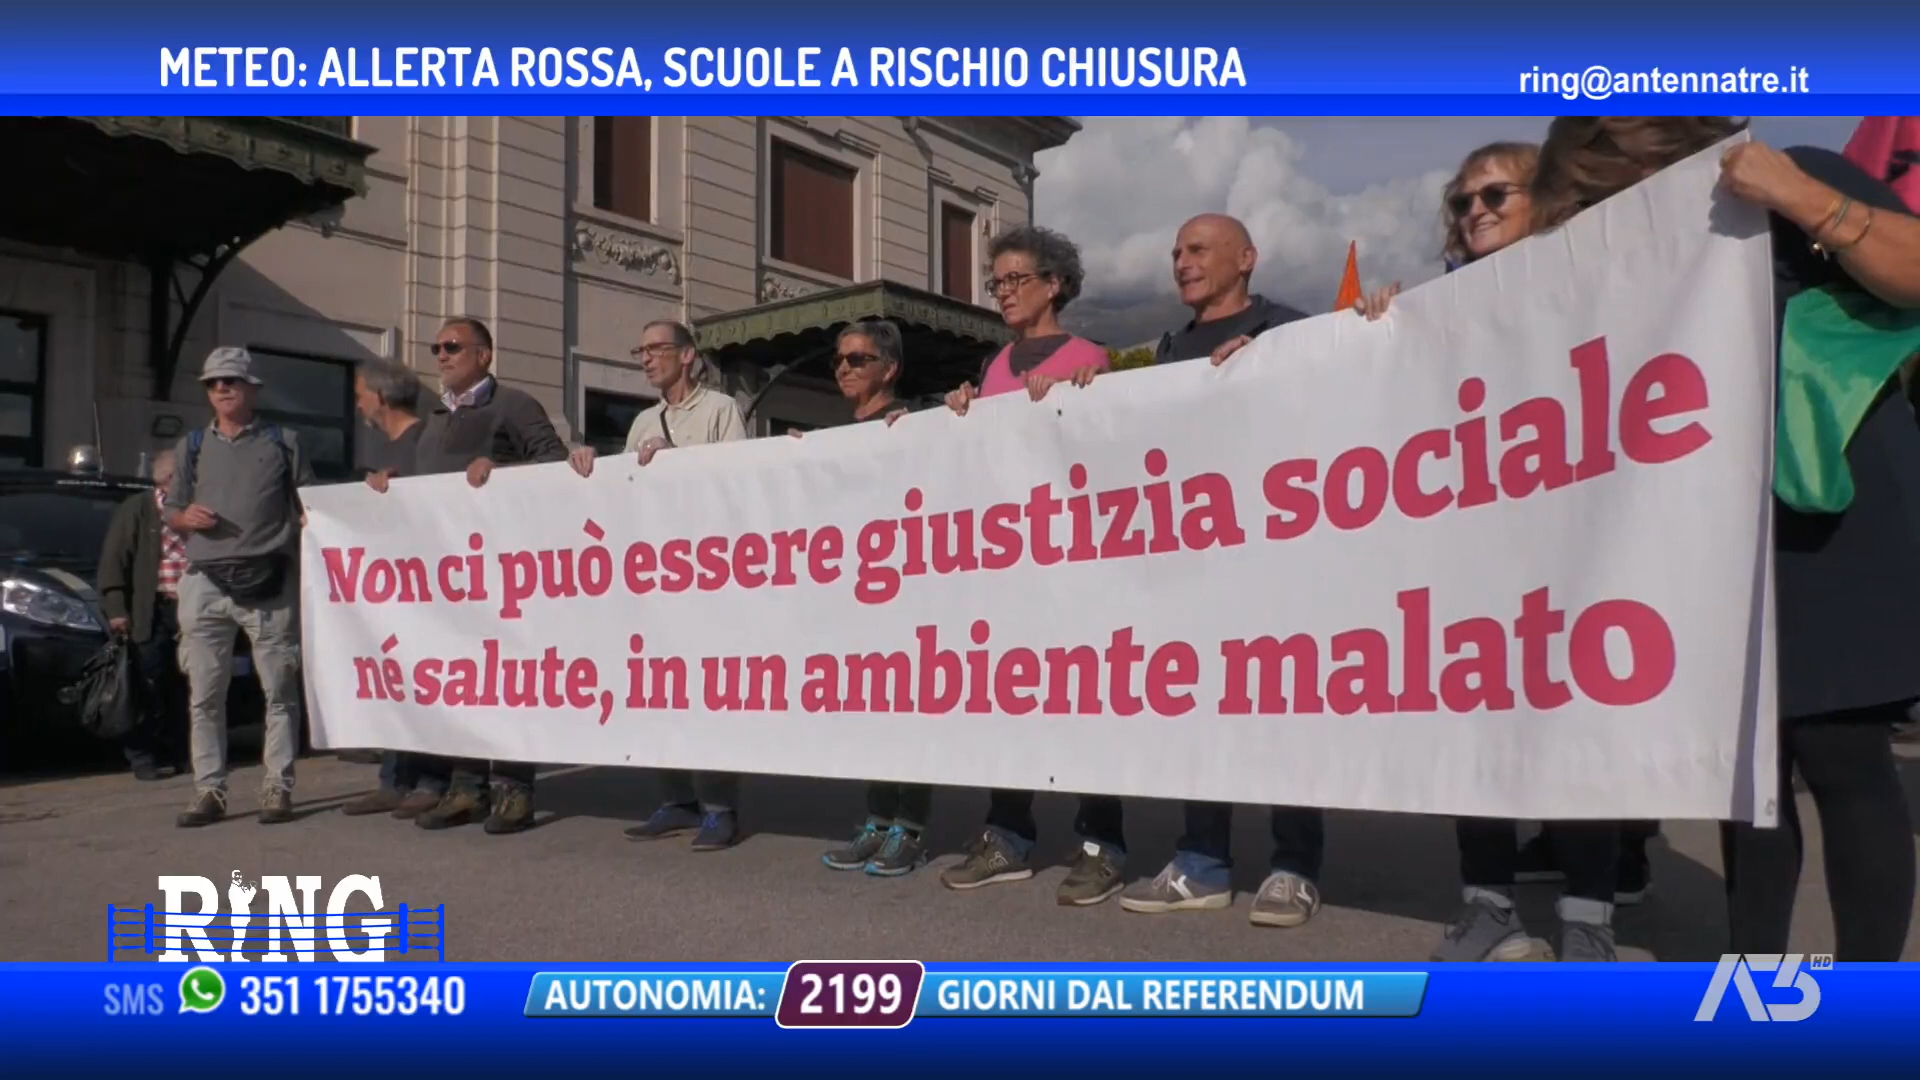 METEO: ALLERTA ROSSA, SCUOLE A RISCHIO CHIUSURA
ring@antennatre.it
Non ci può essere giustizia sociale
né salute, in un ambiente malato
RING
SMS 351 1755340
AUTONOMIA: 2199 GIORNI DAL REFERENDUM
A3 HD